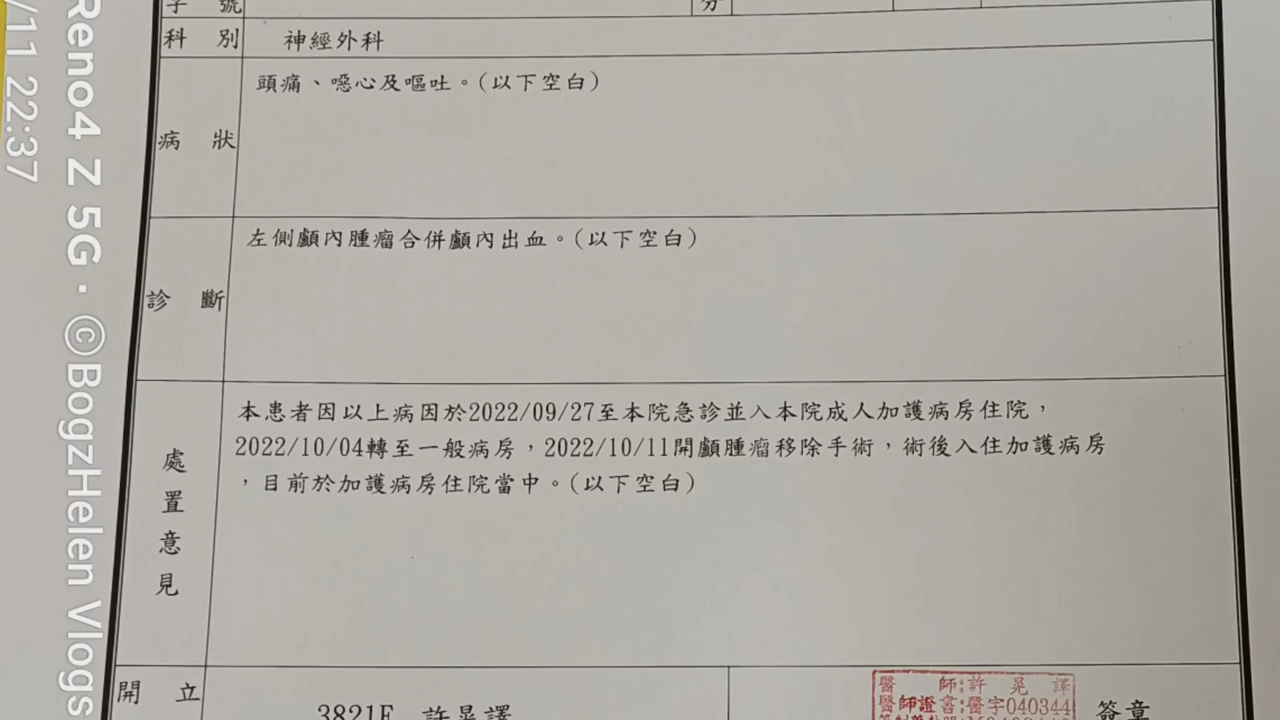 字 號
分
科 別 神經外科
病 狀 頭痛、噁心及嘔吐。(以下空白)
診 斷 左側顱內腫瘤合併顱內出血。(以下空白)
處置意見
本患者因以上病因於2022/09/27至本院急診並入本院成人加護病房住院，
2022/10/04轉至一般病房，2022/10/11開顱腫瘤移除手術，術後入住加護病房
，目前於加護病房住院當中。(以下空白)
開 立 3821F 許晃譯
醫 師:許 晃 譯
醫師證書:醫字040344
簽章
Reno4 Z 5G · ©BogzHelen Vlogs
/11 22:37